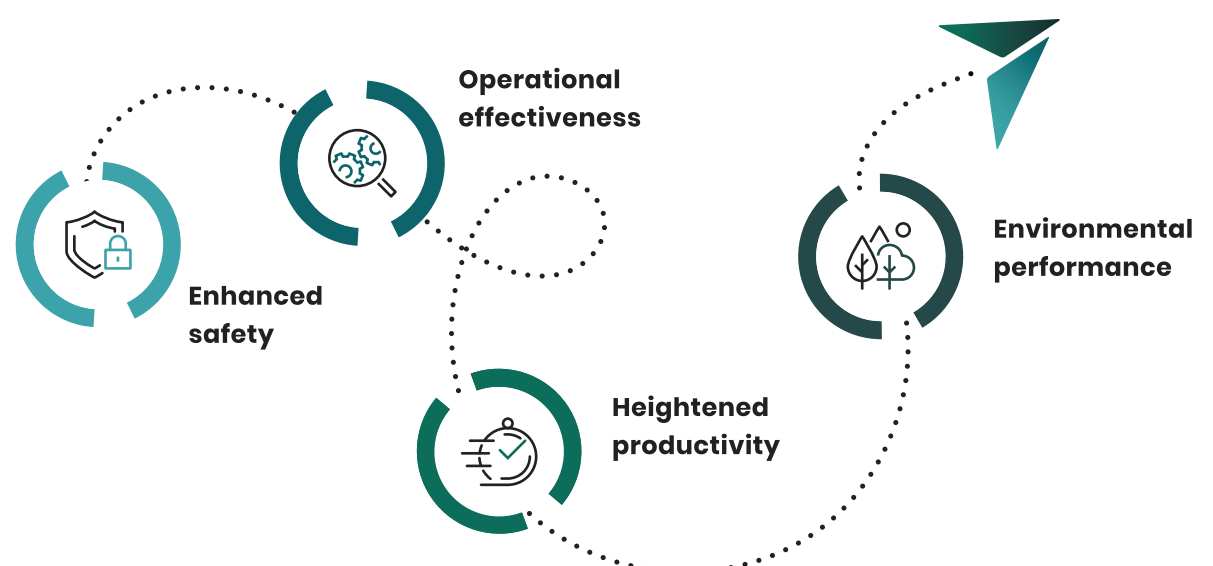 Operational
effectiveness
Enhanced
safety
Heightened
productivity
Environmental
performance